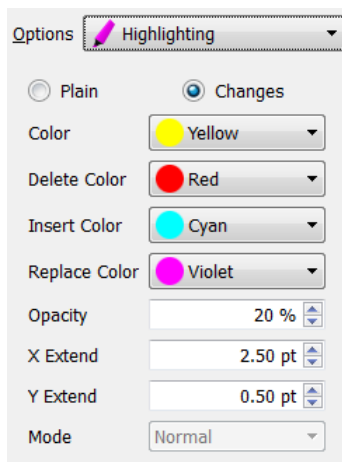 Options Highlighting
Plain Changes
Color Yellow
Delete Color Red
Insert Color Cyan
Replace Color Violet
Opacity 20 %
X Extend 2.50 pt
Y Extend 0.50 pt
Mode Normal